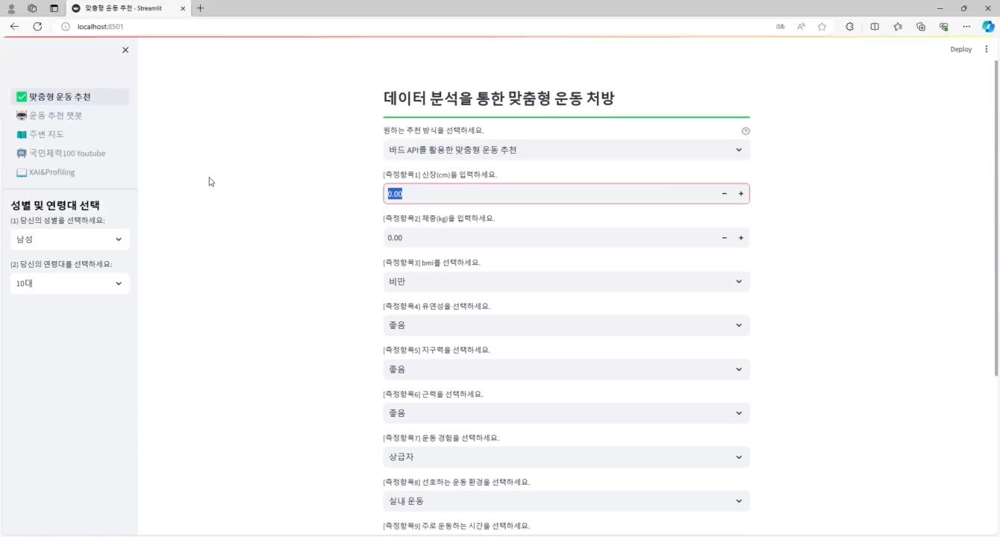 맞춤형 운동 추천 · Streamlit
localhost:8501
Deploy
맞춤형 운동 추천
운동 추천 챗봇
주변 지도
국민체력100 Youtube
XAI&Profiling
성별 및 연령대 선택
(1) 당신의 성별을 선택하세요:
남성
(2) 당신의 연령대를 선택하세요:
10대
데이터 분석을 통한 맞춤형 운동 처방
원하는 추천 방식을 선택하세요.
바드 API를 활용한 맞춤형 운동 추천
[측정항목1] 신장(cm)을 입력하세요.
0.00
[측정항목2] 체중(kg)을 입력하세요.
0.00
[측정항목3] bmi를 선택하세요.
비만
[측정항목4] 유연성을 선택하세요.
좋음
[측정항목5] 지구력을 선택하세요.
좋음
[측정항목6] 근력을 선택하세요.
좋음
[측정항목7] 운동 경험을 선택하세요.
상급자
[측정항목8] 선호하는 운동 환경을 선택하세요.
실내 운동
[측정항목9] 주로 운동하는 시간을 선택하세요.